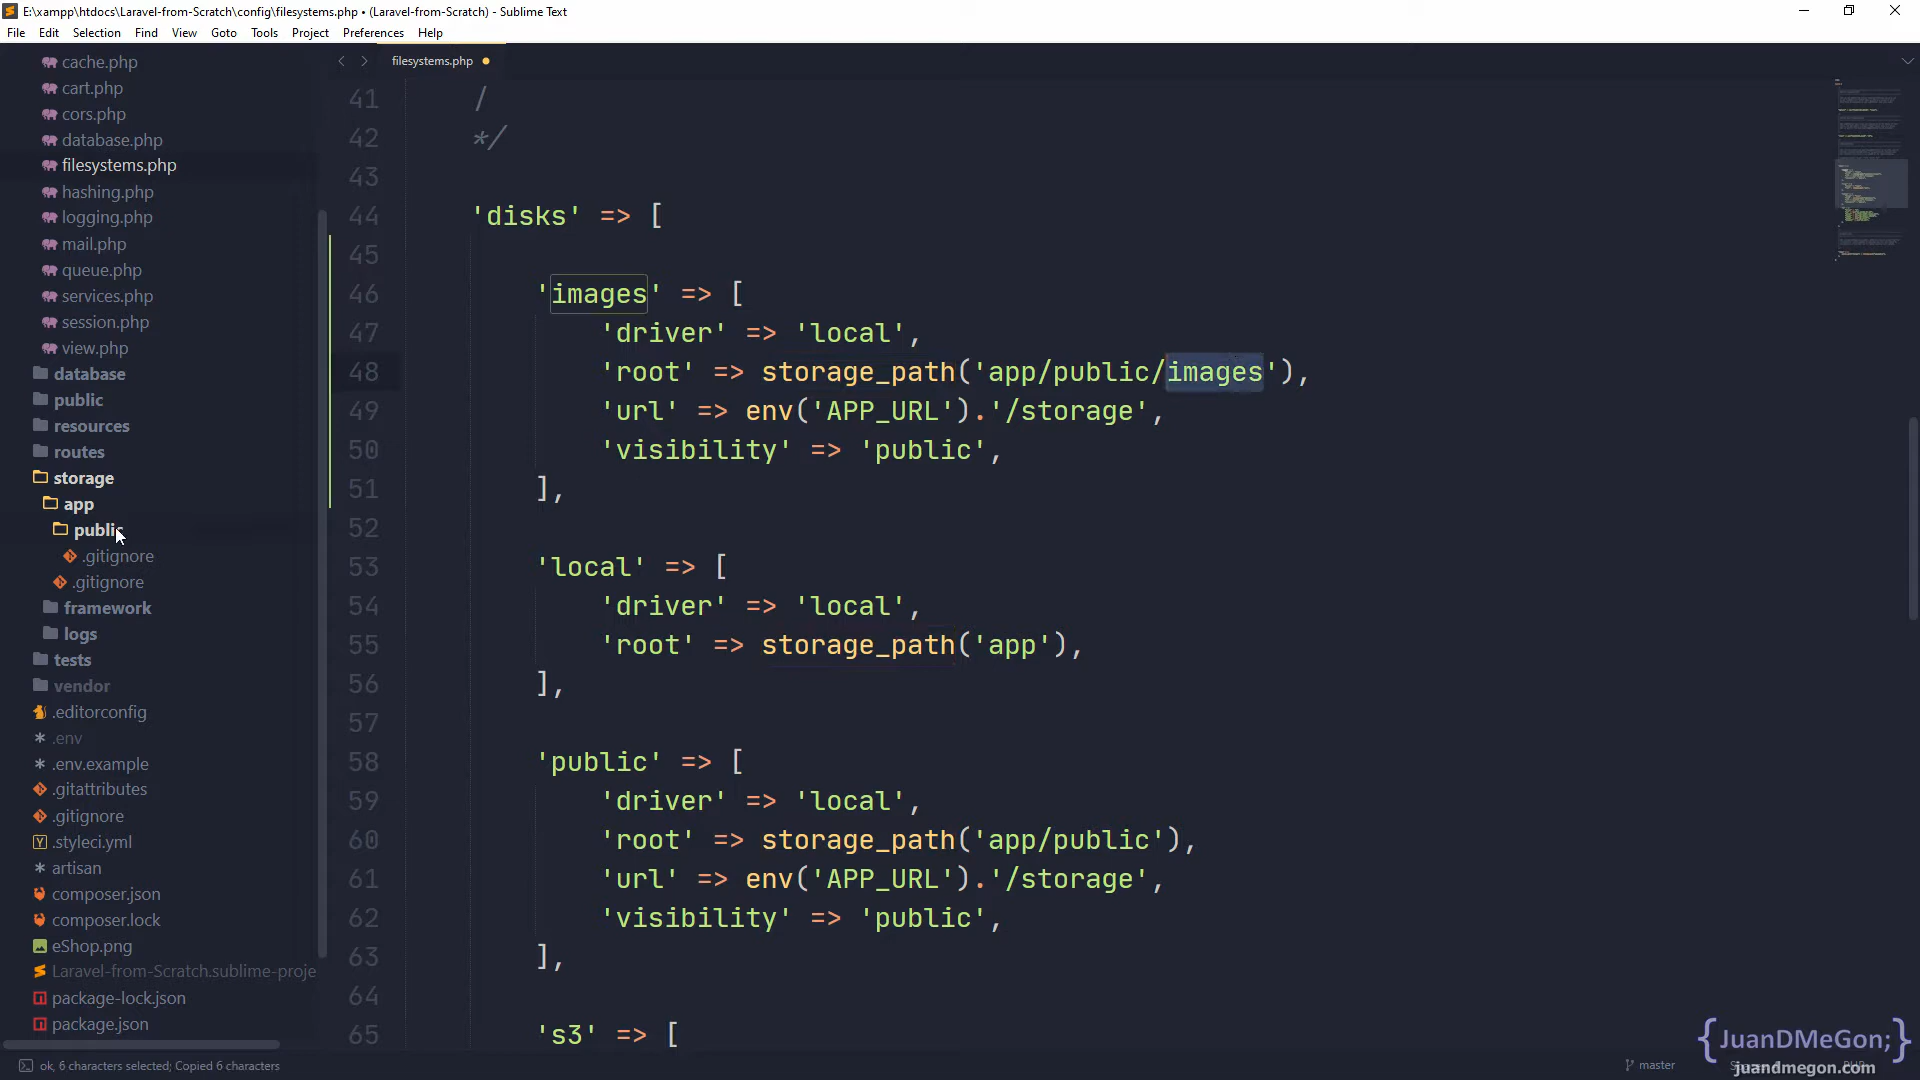 E:\xampp\htdocs\Laravel-from-Scratch\config\filesystems.php • (Laravel-from-Scratch) - Sublime Text
File Edit Selection Find View Goto Tools Project Preferences Help
cache.php
cart.php
cors.php
database.php
filesystems.php
hashing.php
logging.php
mail.php
queue.php
services.php
session.php
view.php
database
public
resources
routes
storage
app
public
.gitignore
.gitignore
framework
logs
tests
vendor
.editorconfig
.env
.env.example
.gitattributes
.gitignore
.styleci.yml
artisan
composer.json
composer.lock
eShop.png
Laravel-from-Scratch.sublime-proje
package-lock.json
package.json
filesystems.php
41 /
42 */
43
44 'disks' => [
45
46 'images' => [
47 'driver' => 'local',
48 'root' => storage_path('app/public/images'),
49 'url' => env('APP_URL').'/storage',
50 'visibility' => 'public',
51 ],
52
53 'local' => [
54 'driver' => 'local',
55 'root' => storage_path('app'),
56 ],
57
58 'public' => [
59 'driver' => 'local',
60 'root' => storage_path('app/public'),
61 'url' => env('APP_URL').'/storage',
62 'visibility' => 'public',
63 ],
64
65 's3' => [
ok, 6 characters selected; Copied 6 characters
master
{JuanDMeGon;}
juandmegon.com